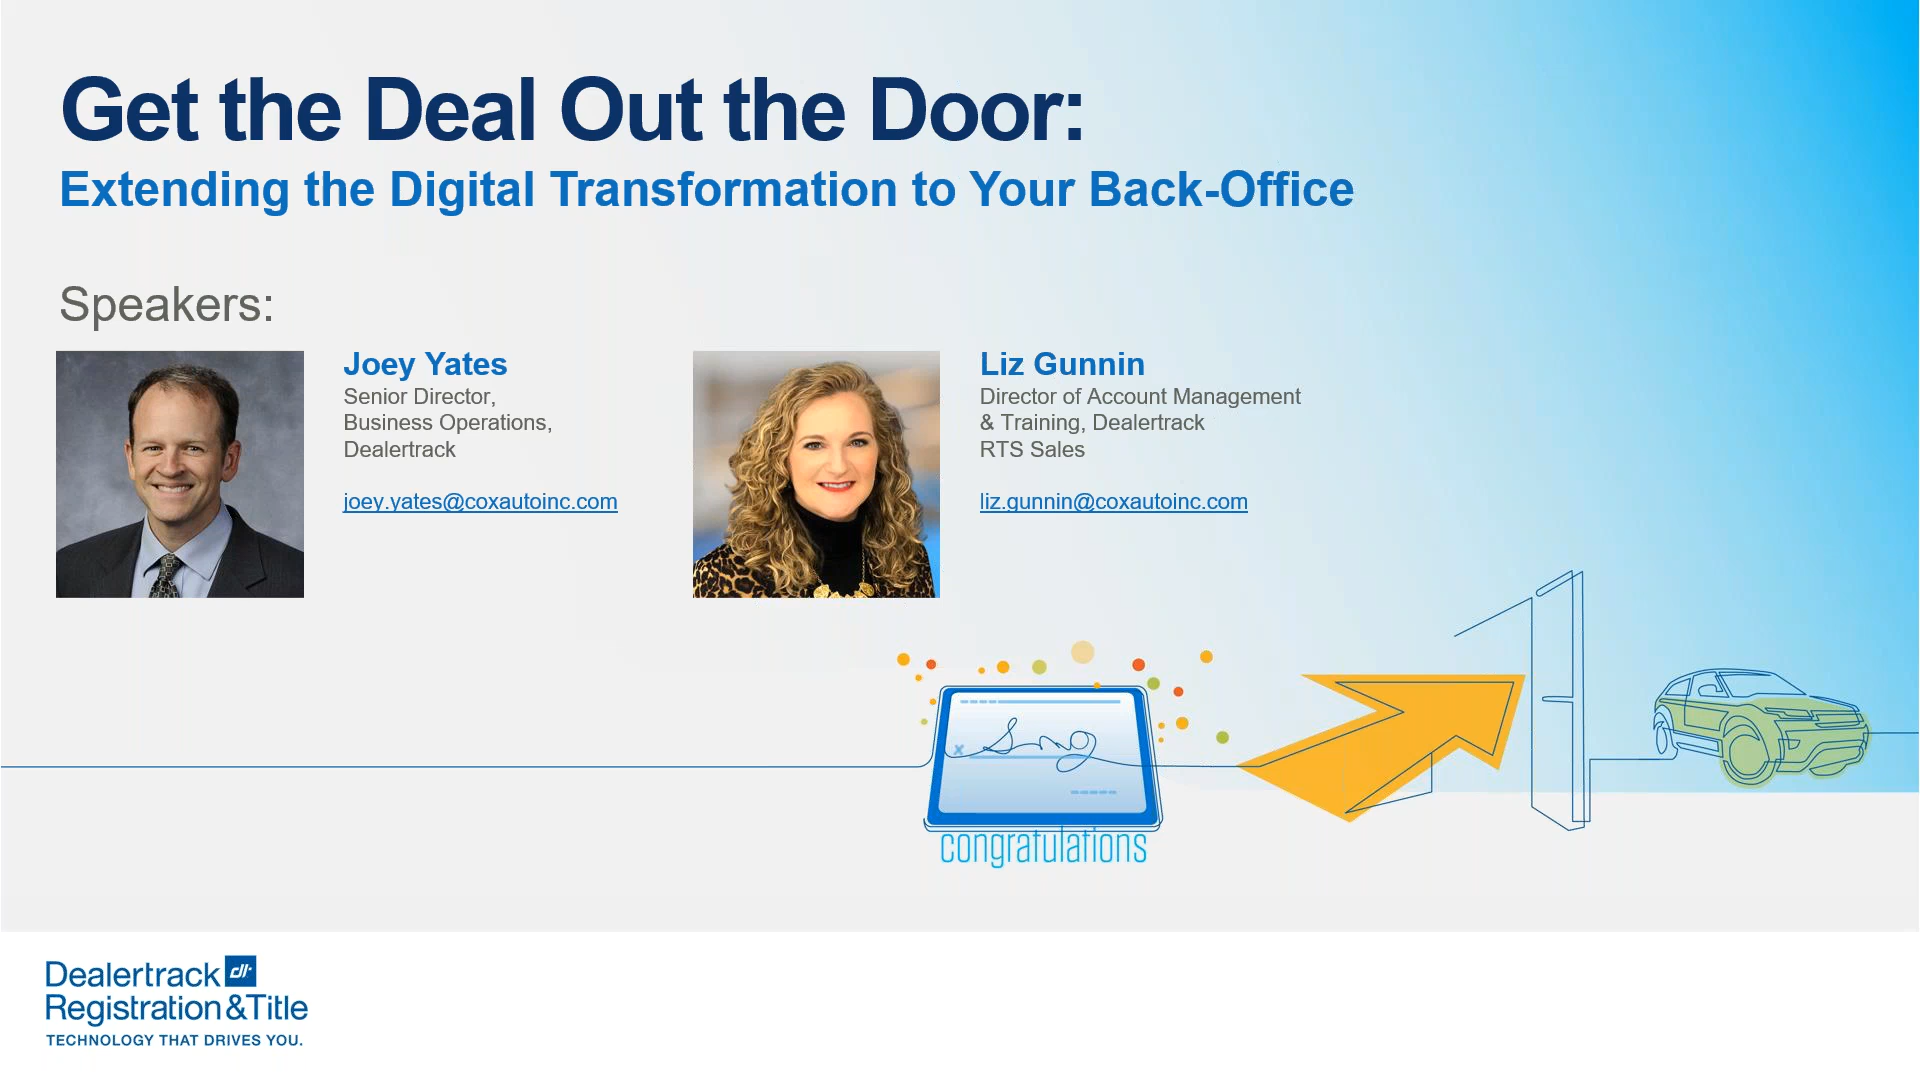 Get the Deal Out the Door:
Extending the Digital Transformation to Your Back-Office
Speakers:
Joey Yates
Senior Director,
Business Operations,
Dealertrack
joey.yates@coxautoinc.com
Liz Gunnin
Director of Account Management
& Training, Dealertrack
RTS Sales
liz.gunnin@coxautoinc.com
x
congratulations
Dealertrack dt
Registration & Title
TECHNOLOGY THAT DRIVES YOU.